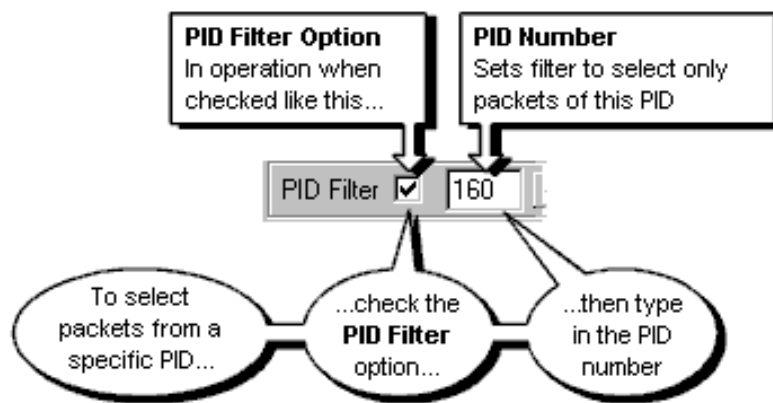 PID Filter Option
In operation when
checked like this...
PID Number
Sets filter to select only
packets of this PID
PID Filter 160
To select
packets from a
specific PID...
...check the
PID Filter
option...
...then type
in the PID
number